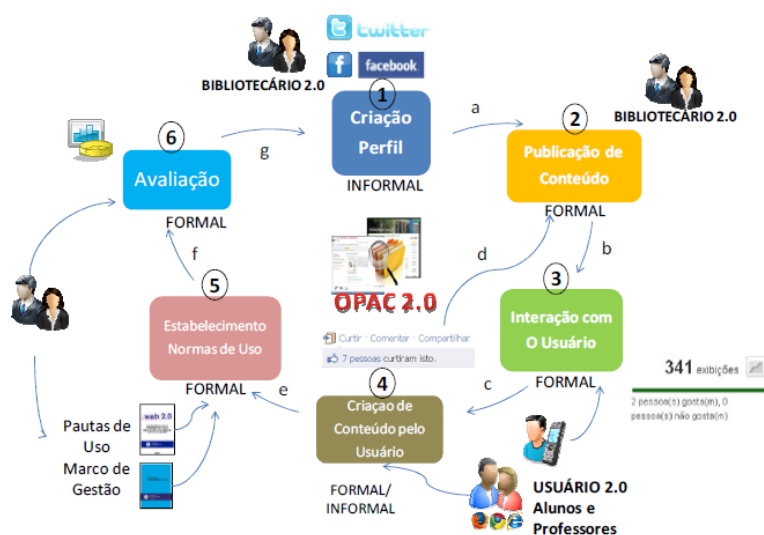 twitter
facebook
BIBLIOTECÁRIO 2.0
1
Criação
Perfil
INFORMAL
a
2
Publicação de
Conteúdo
FORMAL
BIBLIOTECÁRIO 2.0
6
Avaliação
FORMAL
g
f
d
b
OPAC 2.0
5
Estabelecimento
Normas de Uso
FORMAL
3
Interação com
O Usuário
FORMAL
Curtir · Comentar · Compartilhar
7 pessoas curtiram isto.
341 exibições
2 pessoa(s) gosta(m), 0
pessoa(s) não gosta(m)
4
Criação de
Conteúdo pelo
Usuário
FORMAL/
INFORMAL
e
c
Pautas de
Uso
Marco de
Gestão
web 2.0
USUÁRIO 2.0
Alunos e
Professores